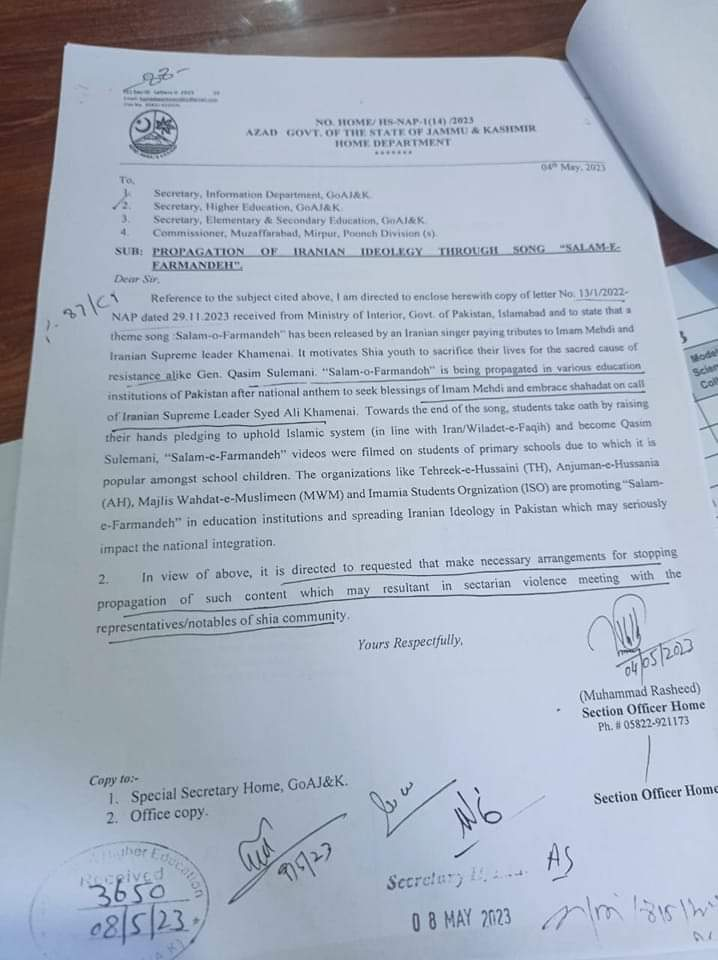 NO. HOME/ HS-NAP-1(14) /2023
AZAD GOVT. OF THE STATE OF JAMMU & KASHMIR
HOME DEPARTMENT
*******
04th May, 2023
To,
1. Secretary, Information Department, GoAJ&K.
2. Secretary, Higher Education, GoAJ&K.
3. Secretary, Elementary & Secondary Education, GoAJ&K.
4. Commissioner, Muzaffarabad, Mirpur, Poonch Division (s).
SUB: PROPAGATION OF IRANIAN IDEOLEGY THROUGH SONG "SALAM-E-
FARMANDEH".
Dear Sir,
Reference to the subject cited above, I am directed to enclose herewith copy of letter No. 13/1/2022-
NAP dated 29.11.2023 received from Ministry of Interior, Govt. of Pakistan, Islamabad and to state that a
theme song "Salam-o-Farmandeh" has been released by an Iranian singer paying tributes to Imam Mehdi and
Iranian Supreme leader Khamenai. It motivates Shia youth to sacrifice their lives for the sacred cause of
resistance alike Gen. Qasim Sulemani. "Salam-o-Farmandoh" is being propagated in various education
institutions of Pakistan after national anthem to seek blessings of Imam Mehdi and embrace shahadat on call
of Iranian Supreme Leader Syed Ali Khamenai. Towards the end of the song, students take oath by raising
their hands pledging to uphold Islamic system (in line with Iran/Wiladet-e-Faqih) and become Qasim
Sulemani, "Salam-e-Farmandeh" videos were filmed on students of primary schools due to which it is
popular amongst school children. The organizations like Tehreek-e-Hussaini (TH), Anjuman-e-Hussania
(AH), Majlis Wahdat-e-Muslimeen (MWM) and Imamia Students Orgnization (ISO) are promoting "Salam-
e-Farmandeh" in education institutions and spreading Iranian Ideology in Pakistan which may seriously
impact the national integration.
2. In view of above, it is directed to requested that make necessary arrangements for stopping
propagation of such content which may resultant in sectarian violence meeting with the
representatives/notables of shia community.
Yours Respectfully,
04/05/2023
(Muhammad Rasheed)
Section Officer Home
Ph. # 05822-921173
Section Officer Home
Copy to:-
1. Special Secretary Home, GoAJ&K.
2. Office copy.
Higher Education
Received
3650
08/5/23
9/5/23
Secretary
AS
08 MAY 2023